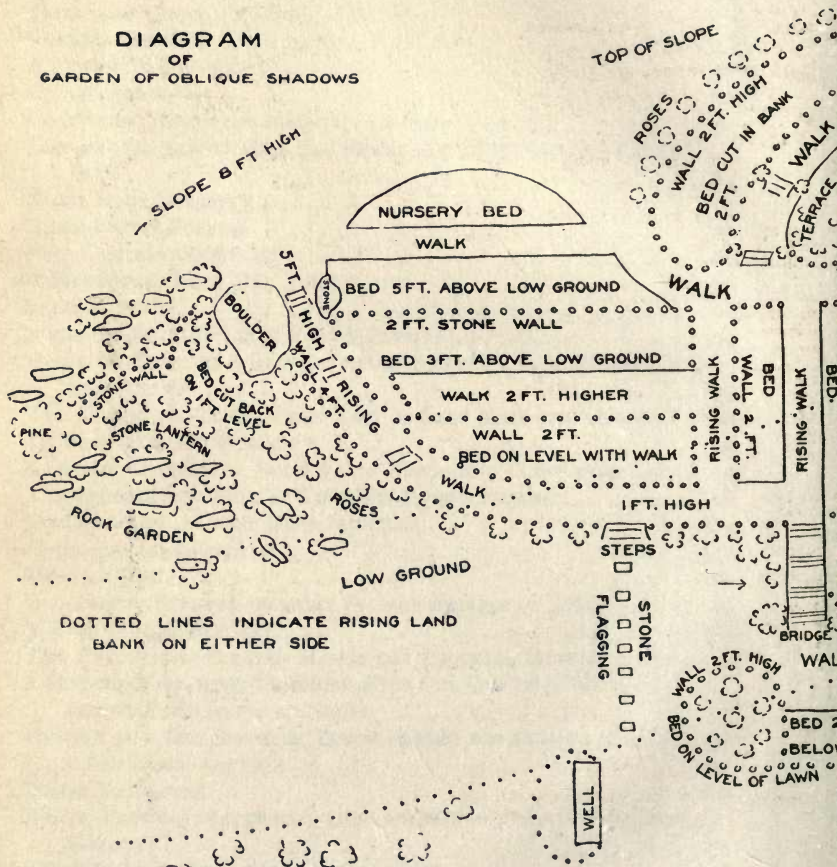 DIAGRAM
OF
GARDEN OF OBLIQUE SHADOWS
TOP OF SLOPE
SLOPE 8 FT HIGH
ROSES
WALL 2 FT. HIGH
BED CUT IN BANK
2 FT.
WALK
TERRACE
NURSERY BED
WALK
WALK
5 FT. HIGH
WALL 4 FT.
RISING
STONE
BED 5 FT. ABOVE LOW GROUND
2 FT. STONE WALL
BED 3 FT. ABOVE LOW GROUND
WALK 2 FT. HIGHER
WALL 2 FT.
BED ON LEVEL WITH WALK
RISING WALK
WALL 2 FT.
BED
RISING WALK
BED
BOULDER
STONE WALL
BED CUT BACK
ON 1 FT LEVEL
PINE
STONE LANTERN
ROCK GARDEN
ROSES
WALK
1 FT. HIGH
STEPS
LOW GROUND
STONE
FLAGGING
DOTTED LINES INDICATE RISING LAND
BANK ON EITHER SIDE
BRIDGE
WAL
WALL 2 FT. HIGH
BED ON LEVEL OF LAWN
BED 2
BELOW
WELL